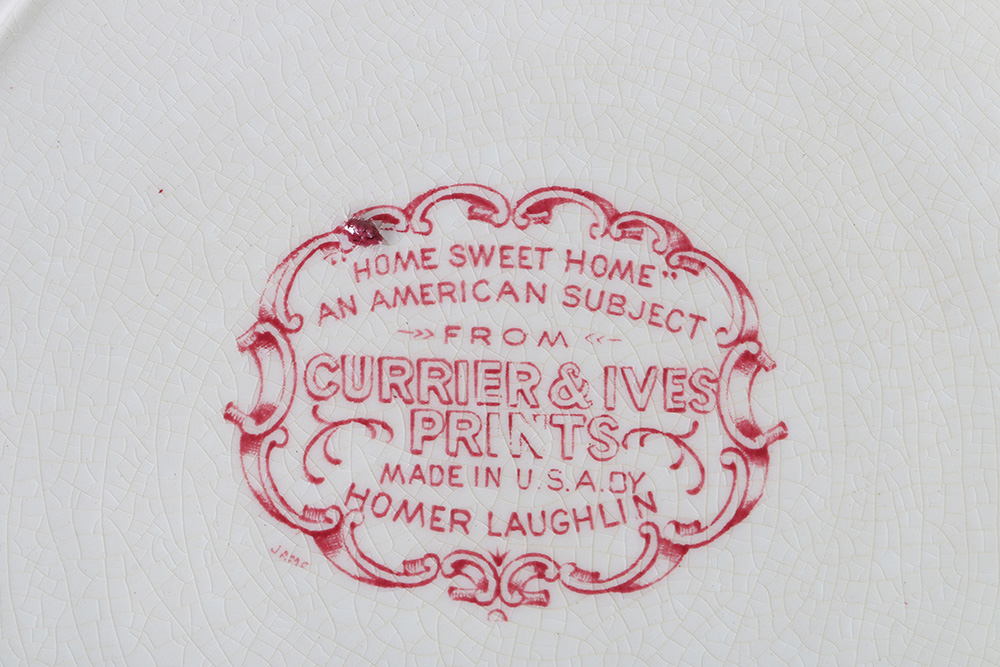 "HOME SWEET HOME"
AN AMERICAN SUBJECT
FROM
CURRIER & IVES
PRINTS
MADE IN U.S.A. BY
HOMER LAUGHLIN